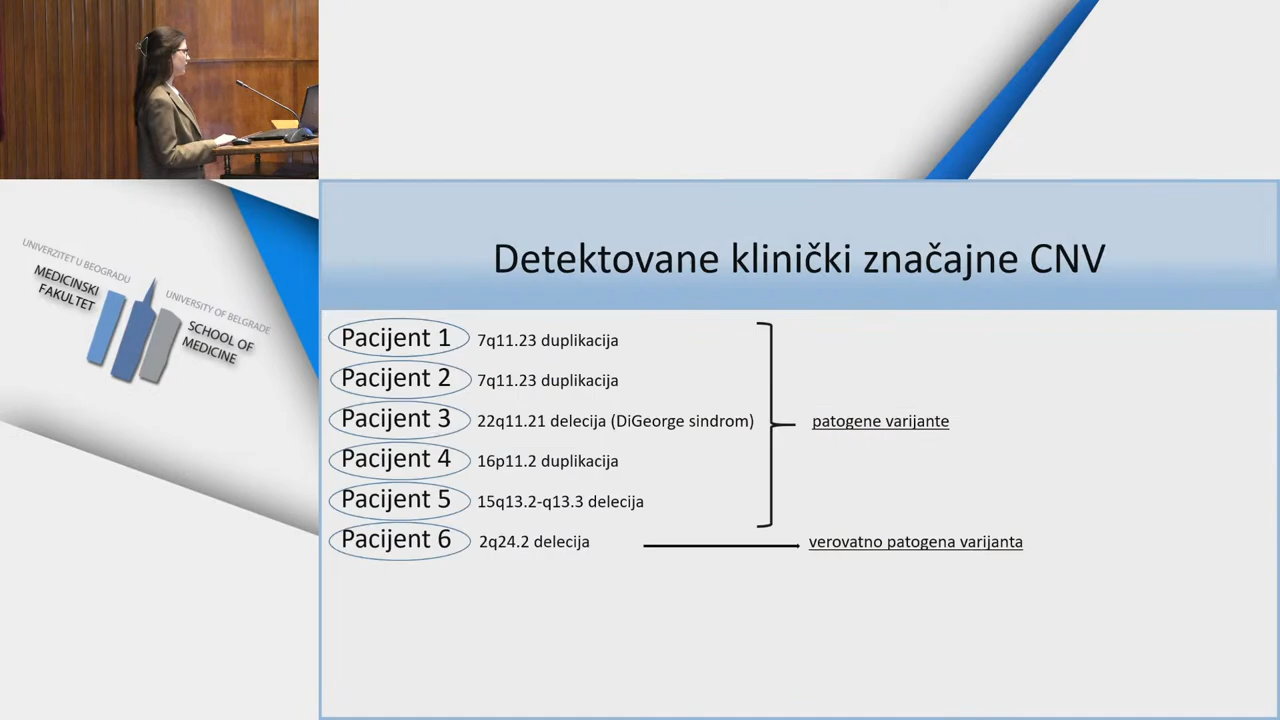 UNIVERZITET U BEOGRADU
MEDICINSKI
FAKULTET
UNIVERSITY OF BELGRADE
SCHOOL OF
MEDICINE
Detektovane klinički značajne CNV
Pacijent 1 7q11.23 duplikacija
Pacijent 2 7q11.23 duplikacija
Pacijent 3 22q11.21 delecija (DiGeorge sindrom) patogene varijante
Pacijent 4 16p11.2 duplikacija
Pacijent 5 15q13.2-q13.3 delecija
Pacijent 6 2q24.2 delecija verovatno patogena varijanta